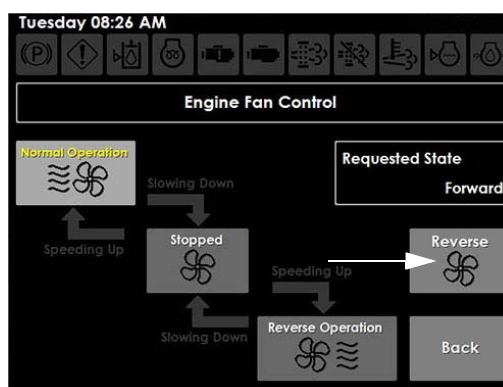 Tuesday 08:26 AM
Engine Fan Control
Normal Operation
Requested State
Forward
Slowing Down
Speeding Up
Stopped
Reverse
Speeding Up
Slowing Down
Reverse Operation
Back